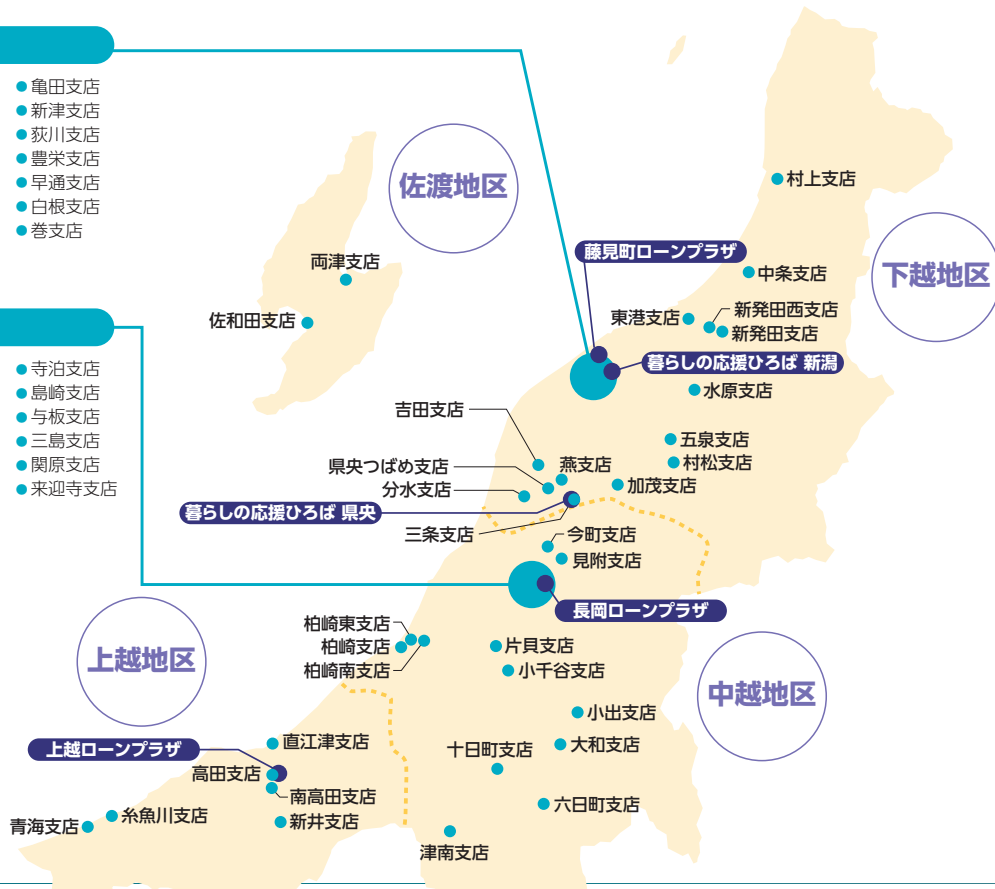 亀田支店
新津支店
荻川支店
豊栄支店
早通支店
白根支店
巻支店
寺泊支店
島崎支店
与板支店
三島支店
関原支店
来迎寺支店
佐渡地区
両津支店
佐和田支店
下越地区
村上支店
中条支店
藤見町ローンプラザ
東港支店
新発田西支店
新発田支店
暮らしの応援ひろば 新潟
水原支店
吉田支店
五泉支店
県央つばめ支店
燕支店
村松支店
分水支店
加茂支店
暮らしの応援ひろば 県央
三条支店
今町支店
見附支店
長岡ローンプラザ
柏崎東支店
柏崎支店
柏崎南支店
片貝支店
小千谷支店
上越地区
中越地区
小出支店
上越ローンプラザ
直江津支店
十日町支店
大和支店
高田支店
南高田支店
六日町支店
糸魚川支店
新井支店
青海支店
津南支店